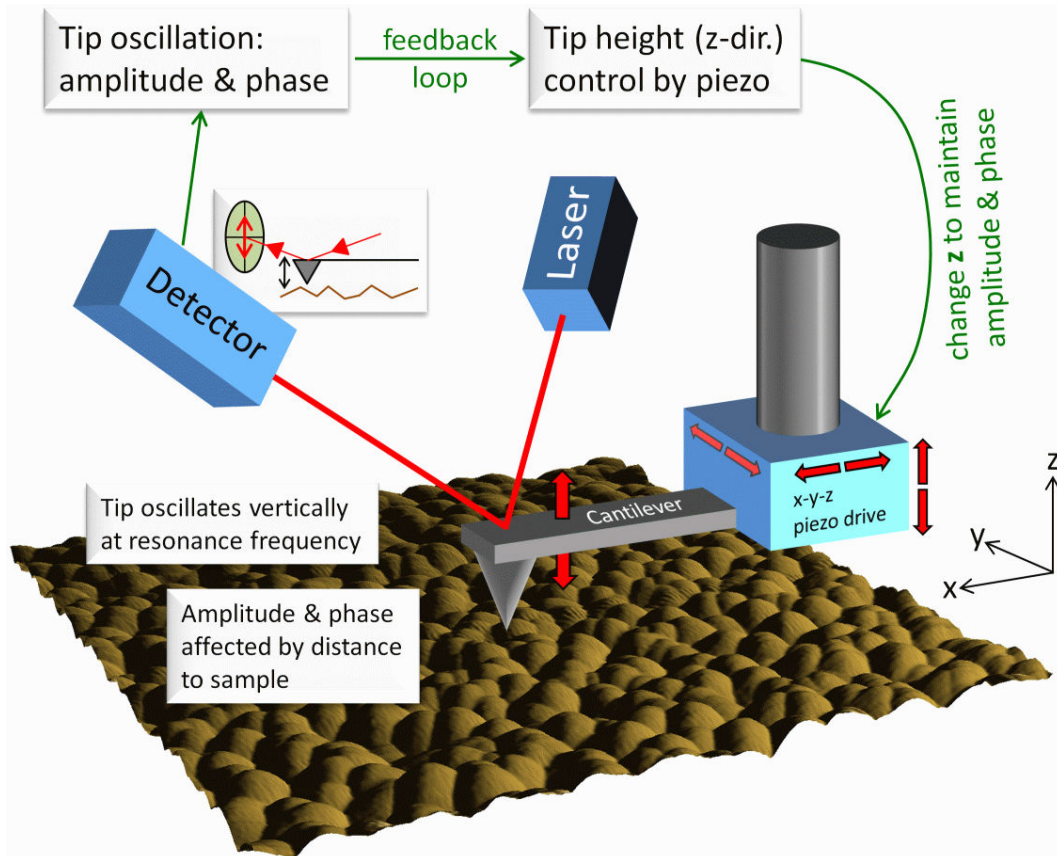 Tip oscillation:
amplitude & phase
feedback
loop
Tip height (z-dir.)
control by piezo
change z to maintain
amplitude & phase
Laser
Detector
Cantilever
x-y-z
piezo drive
z
y
x
Tip oscillates vertically
at resonance frequency
Amplitude & phase
affected by distance
to sample